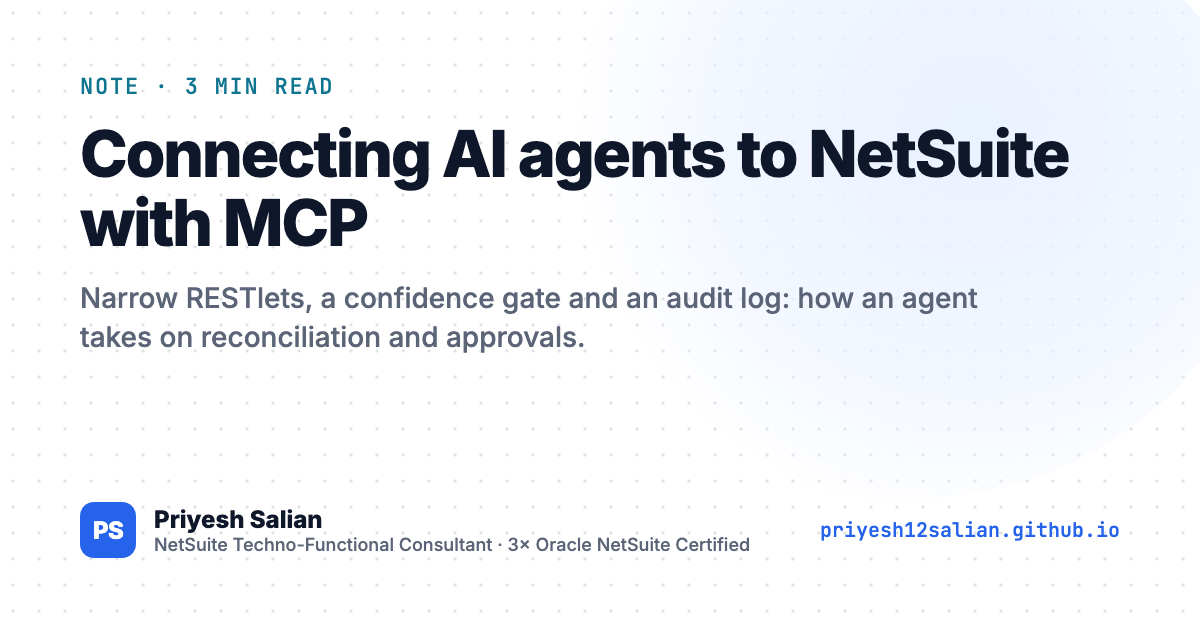 NOTE · 3 MIN READ
Connecting AI agents to NetSuite
with MCP
Narrow RESTlets, a confidence gate and an audit log: how an agent
takes on reconciliation and approvals.
PS
Priyesh Salian
NetSuite Techno-Functional Consultant · 3× Oracle NetSuite Certified
priyesh12salian.github.io